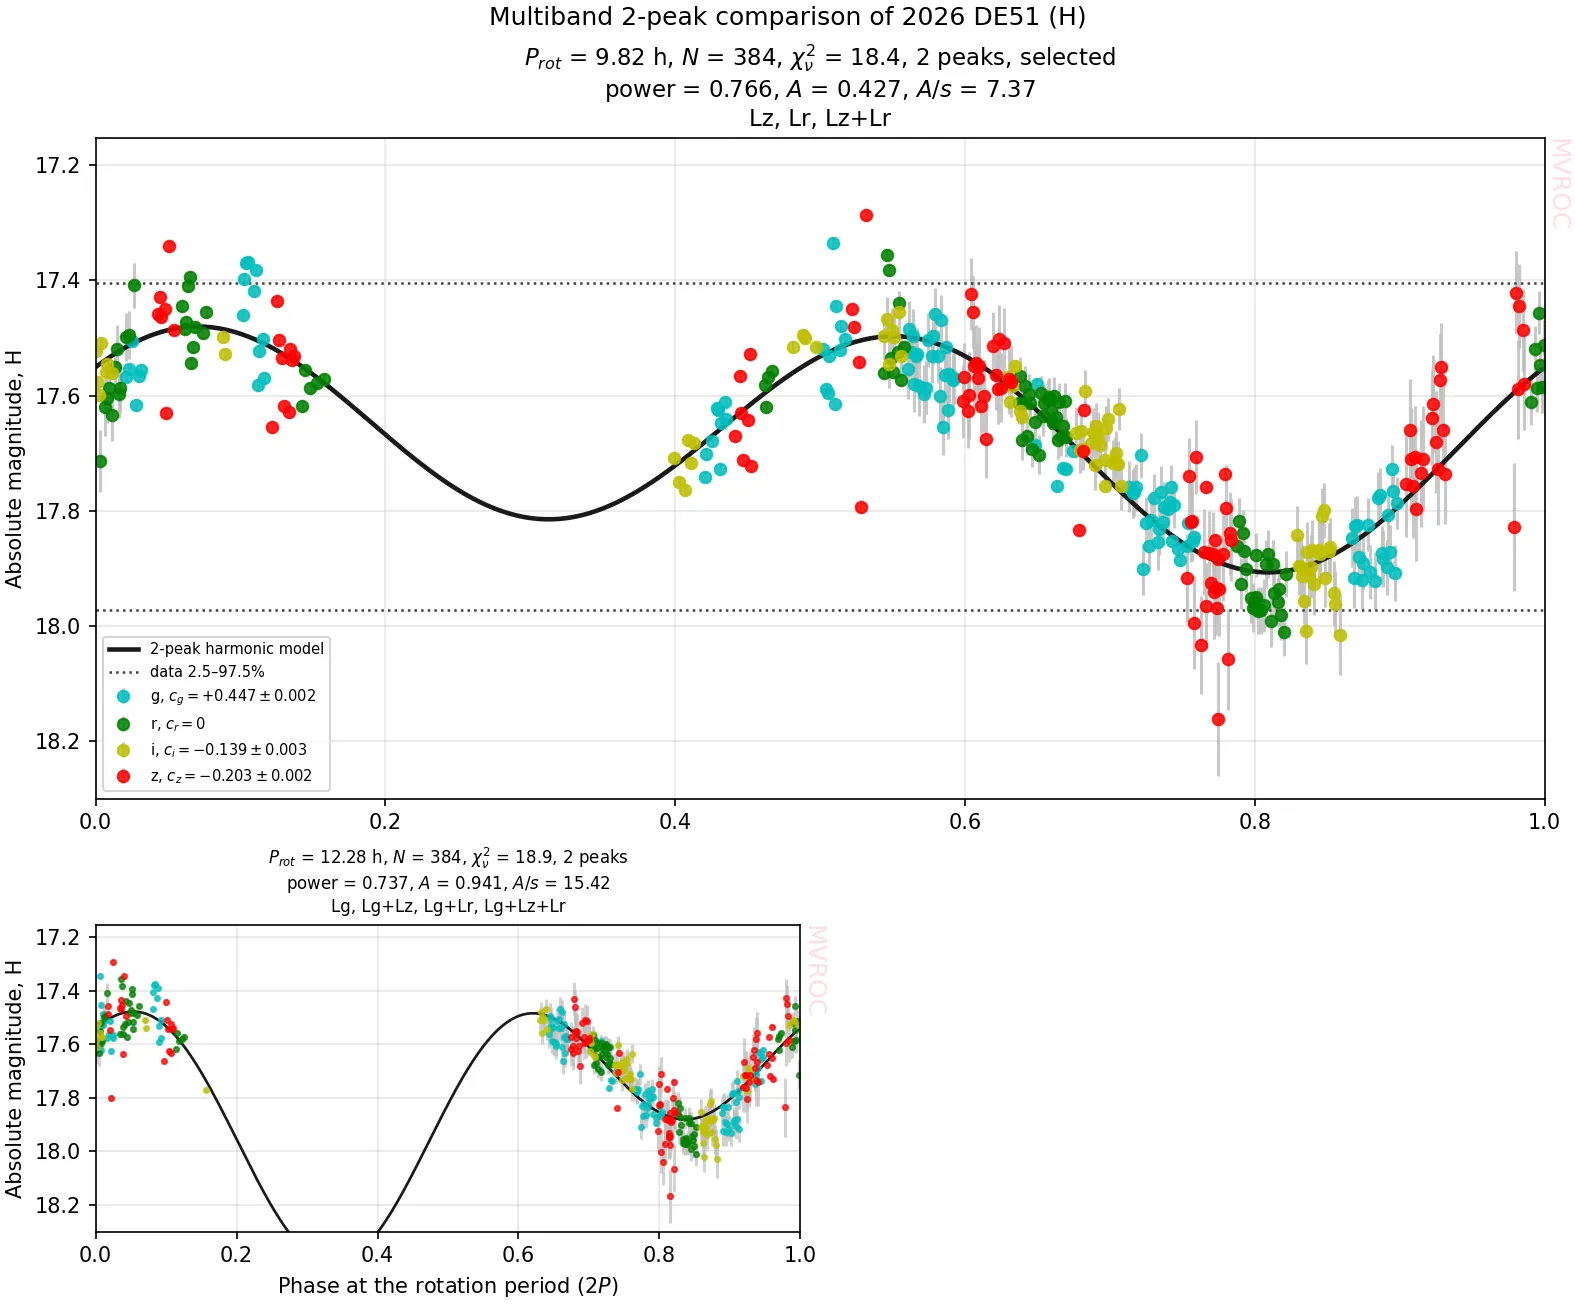 Multiband 2-peak comparison of 2026 DE51 (H)
P_rot = 9.82 h, N = 384, χ²_ν = 18.4, 2 peaks, selected
power = 0.766, A = 0.427, A/s = 7.37
Lz, Lr, Lz+Lr
MVROC
Absolute magnitude, H
17.2
17.4
17.6
17.8
18.0
18.2
2-peak harmonic model
data 2.5–97.5%
g, c_g = +0.447 ± 0.002
r, c_r = 0
i, c_i = −0.139 ± 0.003
z, c_z = −0.203 ± 0.002
0.0 0.2 0.4 0.6 0.8 1.0
P_rot = 12.28 h, N = 384, χ²_ν = 18.9, 2 peaks
power = 0.737, A = 0.941, A/s = 15.42
Lg, Lg+Lz, Lg+Lr, Lg+Lz+Lr
MVROC
Absolute magnitude, H
17.2
17.4
17.6
17.8
18.0
18.2
0.0 0.2 0.4 0.6 0.8 1.0
Phase at the rotation period (2P)